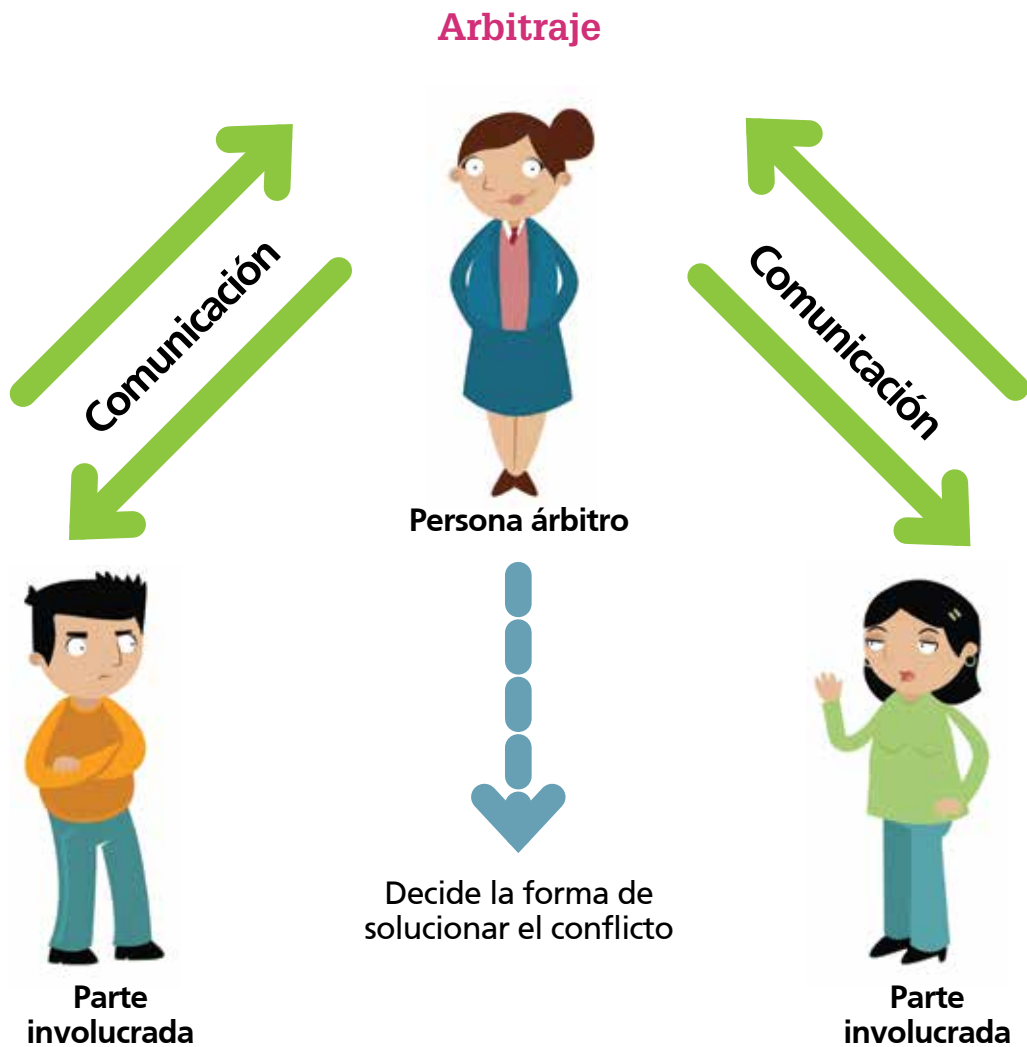 Arbitraje
Comunicación
Comunicación
Persona árbitro
Decide la forma de
solucionar el conflicto
Parte
involucrada
Parte
involucrada